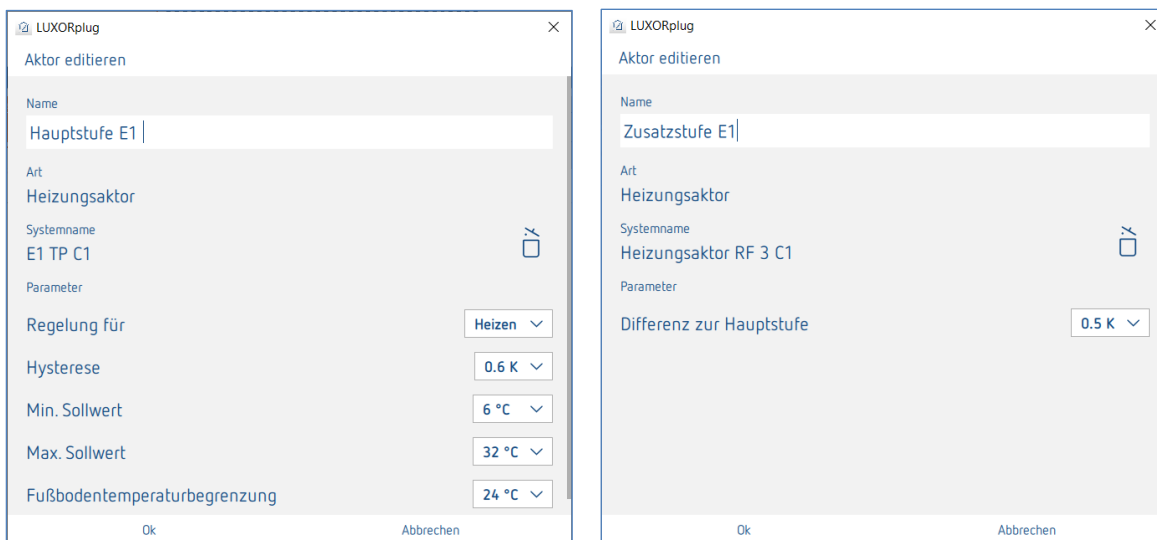 LUXORplug
Aktor editieren
Name
Hauptstufe E1
Art
Heizungsaktor
Systemname
E1 TP C1
Parameter
Regelung für Heizen
Hysterese 0.6 K
Min. Sollwert 6 °C
Max. Sollwert 32 °C
Fußbodentemperaturbegrenzung 24 °C
Ok Abbrechen
LUXORplug
Aktor editieren
Name
Zusatzstufe E1
Art
Heizungsaktor
Systemname
Heizungsaktor RF 3 C1
Parameter
Differenz zur Hauptstufe 0.5 K
Ok Abbrechen